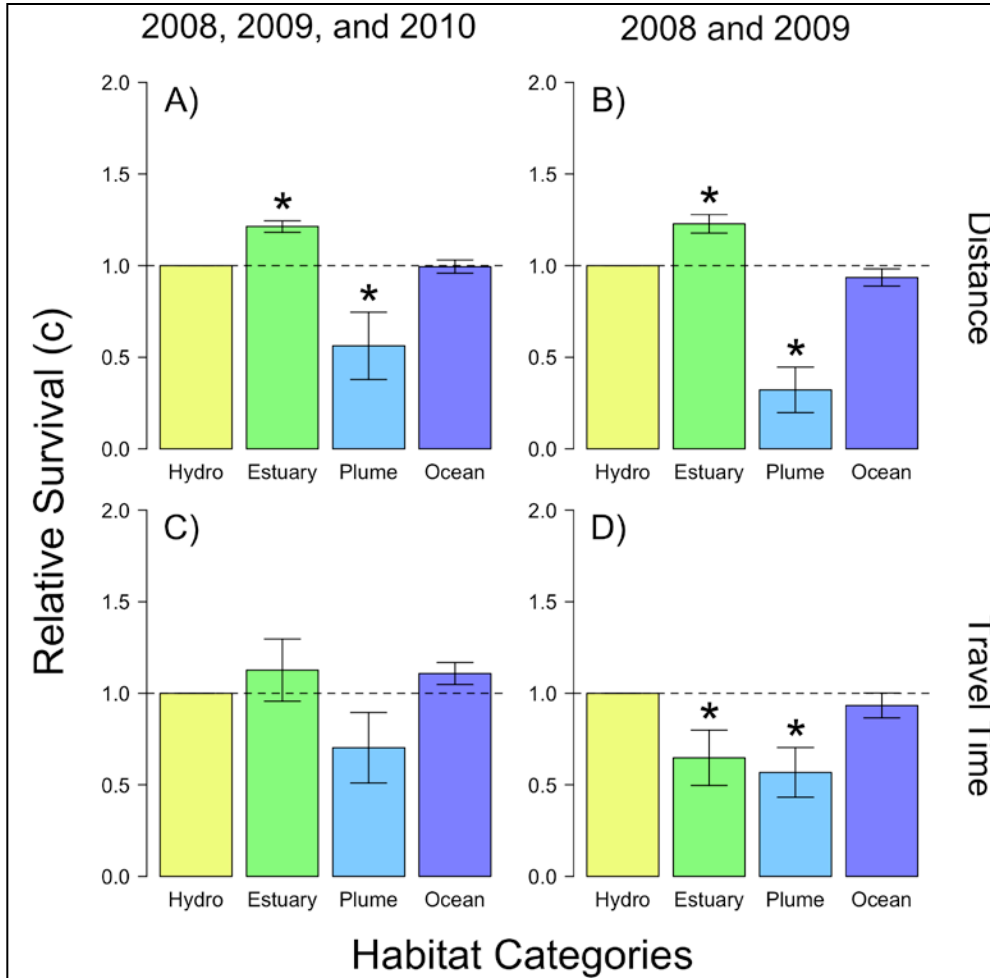 2008, 2009, and 2010
2008 and 2009
Relative Survival (c)
A)
2.0
1.5
1.0
0.5
0.0
*
*
Hydro Estuary Plume Ocean
B)
2.0
1.5
1.0
0.5
0.0
*
*
Hydro Estuary Plume Ocean
Distance
C)
2.0
1.5
1.0
0.5
0.0
Hydro Estuary Plume Ocean
D)
2.0
1.5
1.0
0.5
0.0
*
*
Hydro Estuary Plume Ocean
Travel Time
Habitat Categories